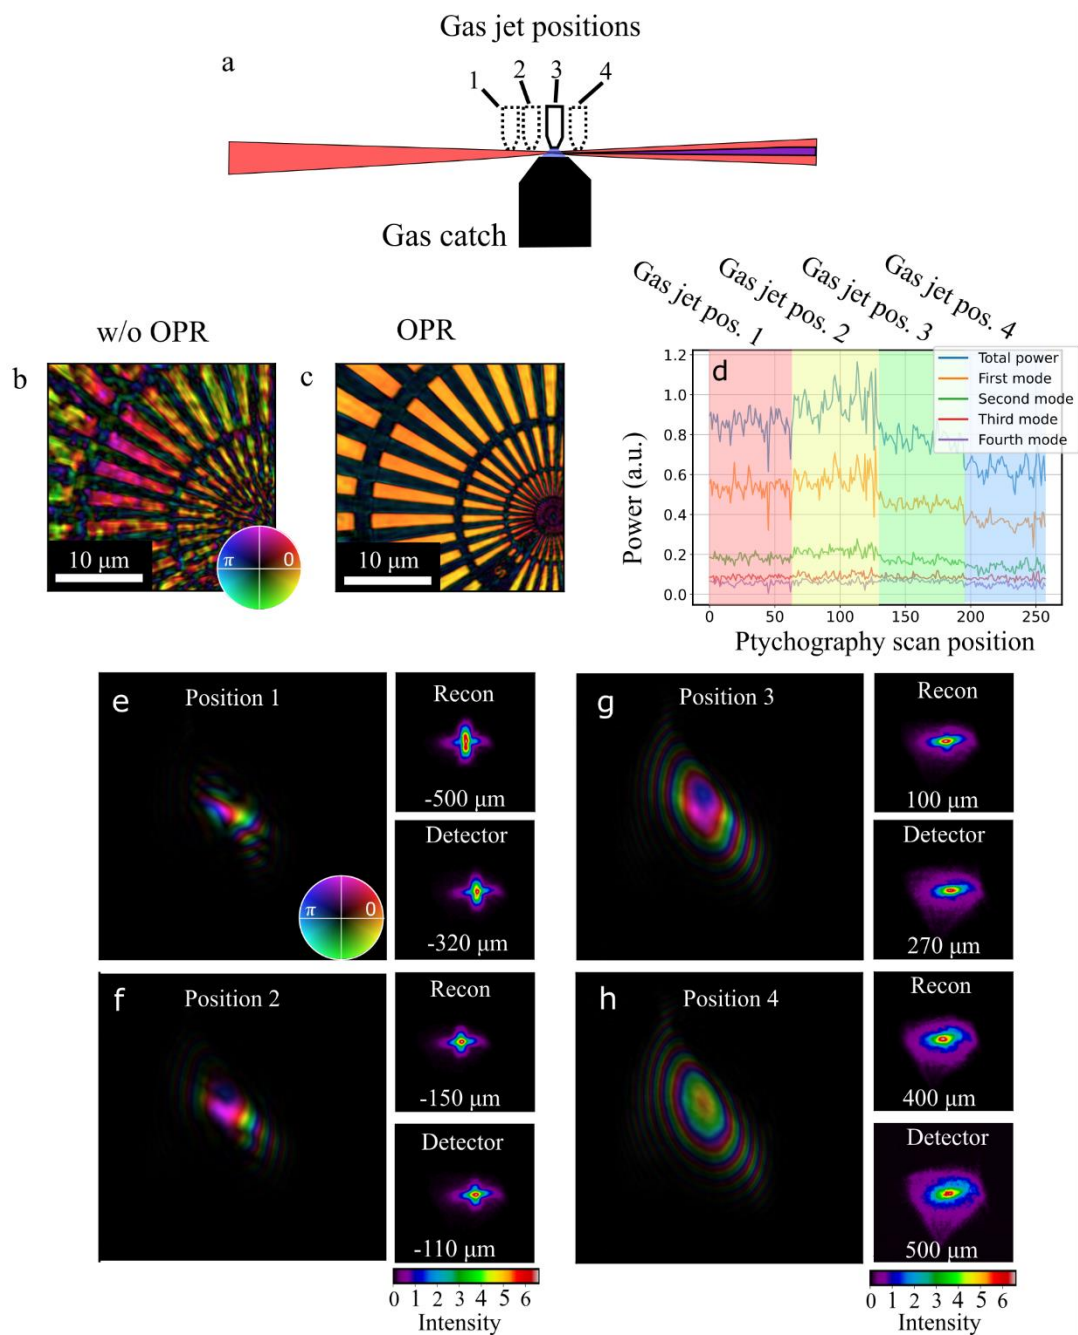 Gas jet positions
a
1
2
3
4
Gas catch
w/o OPR
OPR
b
c
10 μm
10 μm
π
0
Gas jet pos. 1
Gas jet pos. 2
Gas jet pos. 3
Gas jet pos. 4
d
Total power
First mode
Second mode
Third mode
Fourth mode
1.2
1.0
0.8
0.6
0.4
0.2
0.0
Power (a.u.)
0 50 100 150 200 250
Ptychography scan position
e
Position 1
π
0
Recon
-500 μm
Detector
-320 μm
g
Position 3
Recon
100 μm
Detector
270 μm
f
Position 2
Recon
-150 μm
Detector
-110 μm
h
Position 4
Recon
400 μm
Detector
500 μm
0 1 2 3 4 5 6
Intensity
0 1 2 3 4 5 6
Intensity